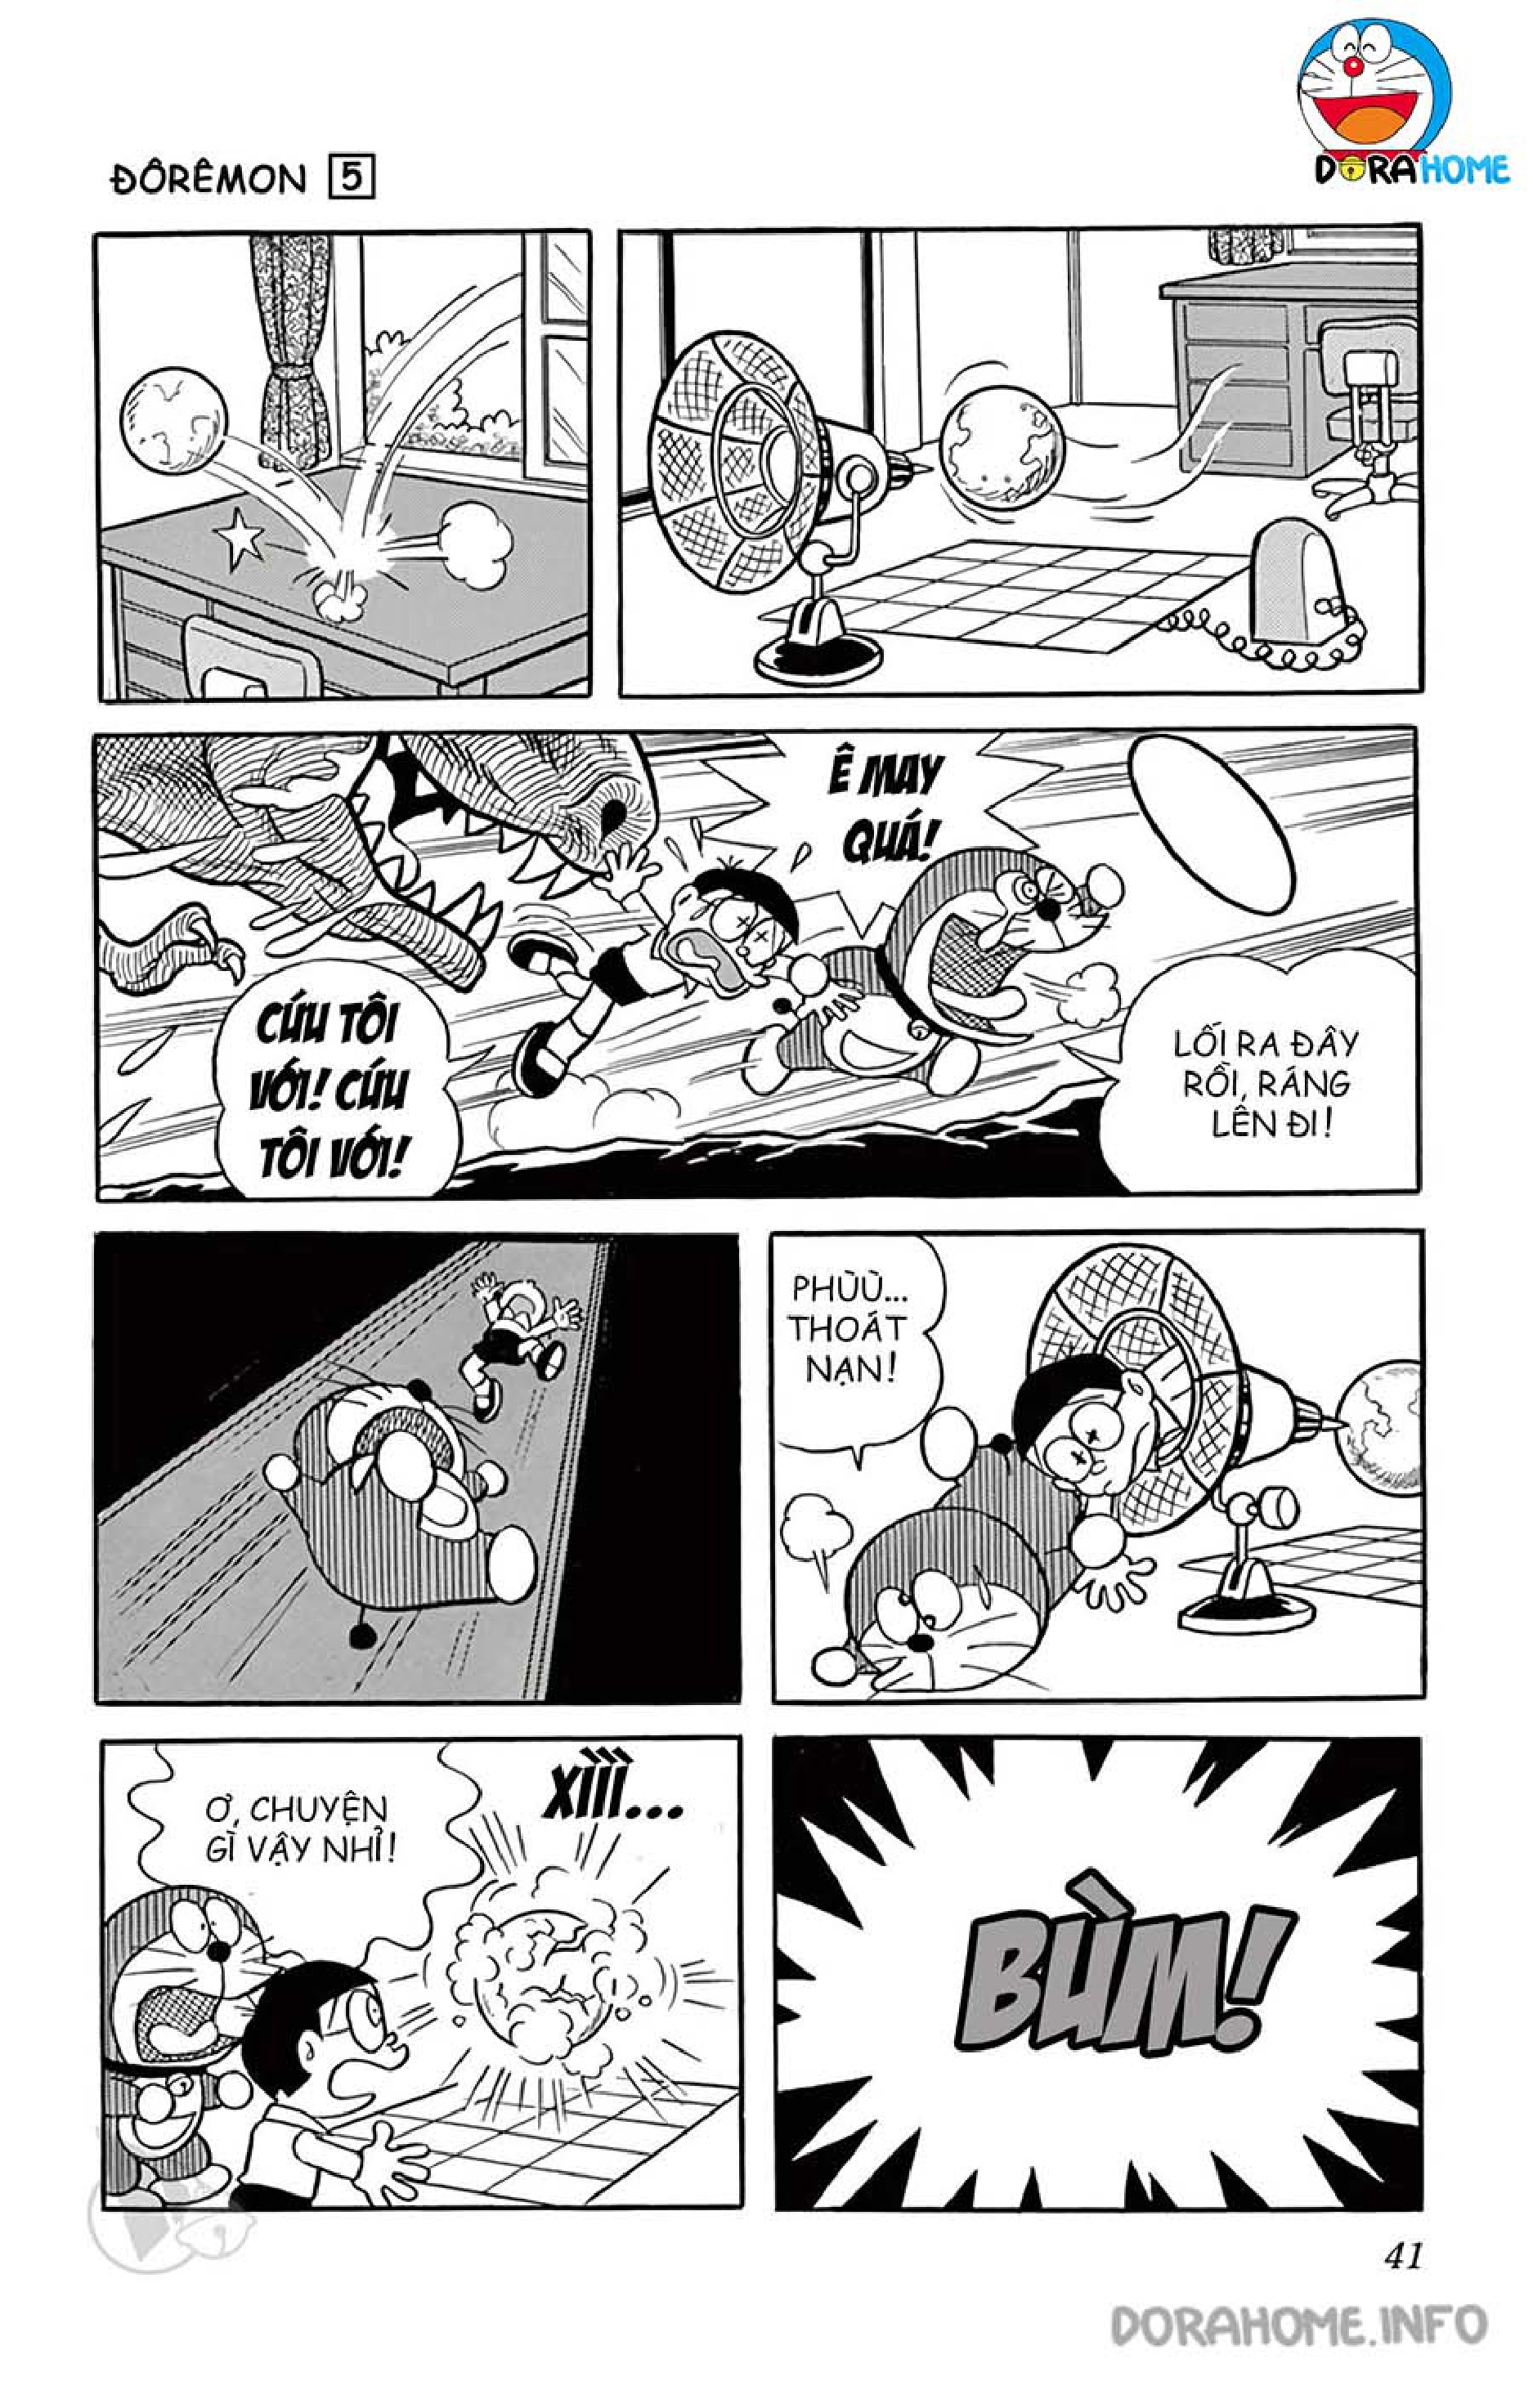 DORAHOME
ĐÔRÊMON 5
Ê MAY
QUÁ!
CỨU TÔI
VỚI! CỨU
TÔI VỚI!
LỐI RA ĐÂY
RỒI, RÁNG
LÊN ĐI!
PHÙÙ...
THOÁT
NẠN!
Ơ, CHUYỆN
GÌ VẬY NHỈ!
XÌÌÌ...
BÙM!
41
DORAHOME.INFO